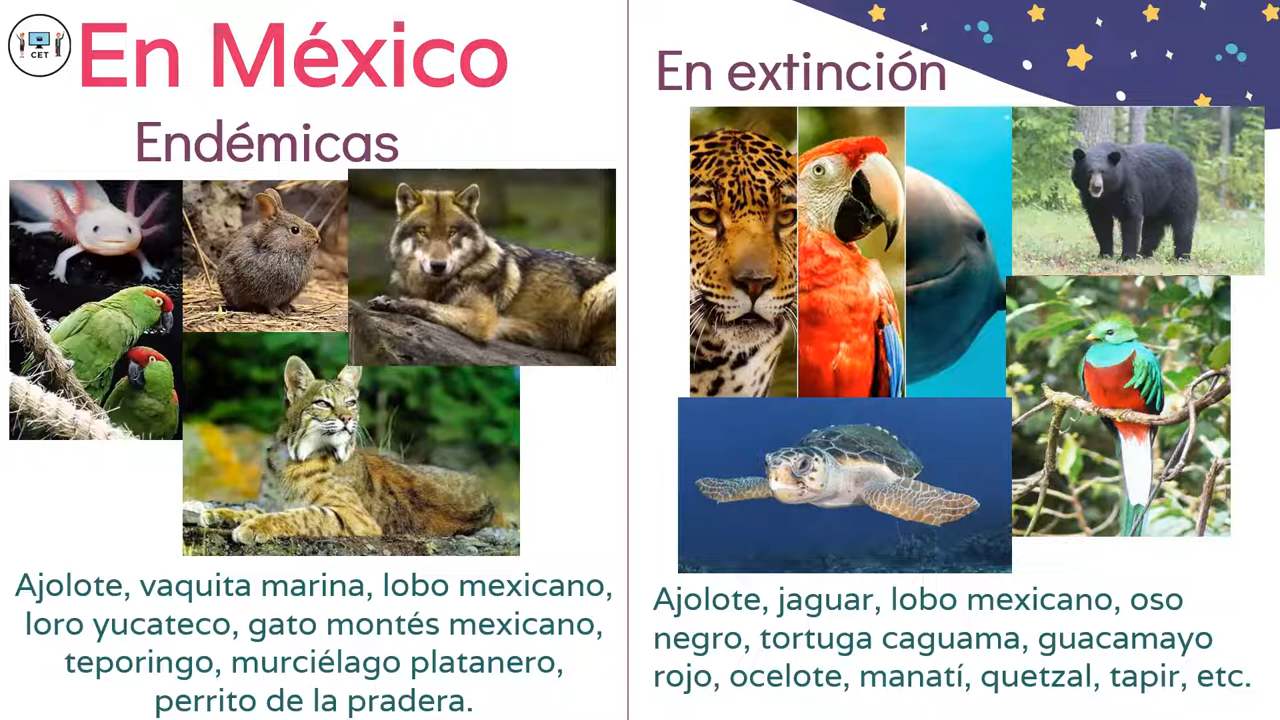 CET
En México
Endémicas
Ajolote, vaquita marina, lobo mexicano,
loro yucateco, gato montés mexicano,
teporingo, murciélago platanero,
perrito de la pradera.
En extinción
Ajolote, jaguar, lobo mexicano, oso
negro, tortuga caguama, guacamayo
rojo, ocelote, manatí, quetzal, tapir, etc.